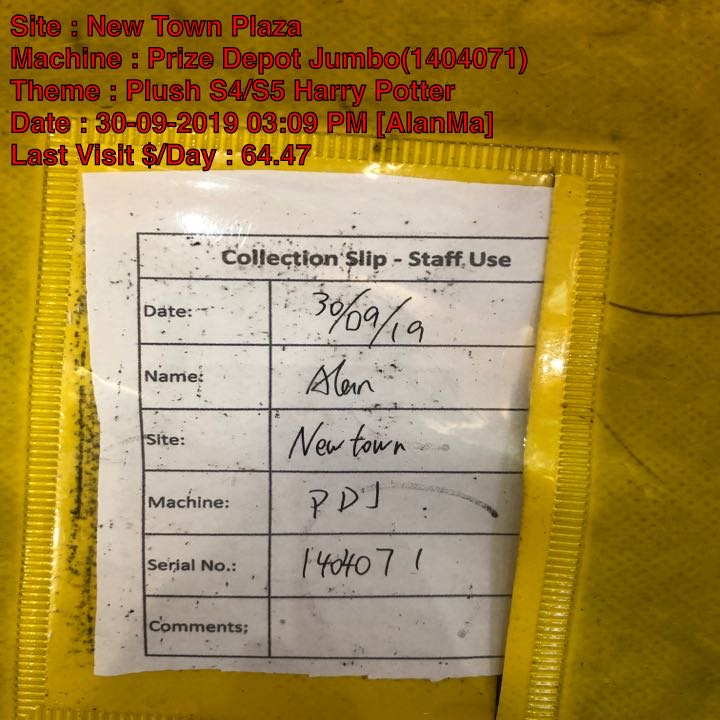 Site : New Town Plaza
Machine : Prize Depot Jumbo(1404071)
Theme : Plush S4/S5 Harry Potter
Date : 30-09-2019 03:09 PM [AlanMa]
Last Visit $/Day : 64.47
Collection Slip - Staff Use
Date: 30/09/19
Name: Alan
Site: New town
Machine: PDJ
Serial No.: 1404071
Comments: